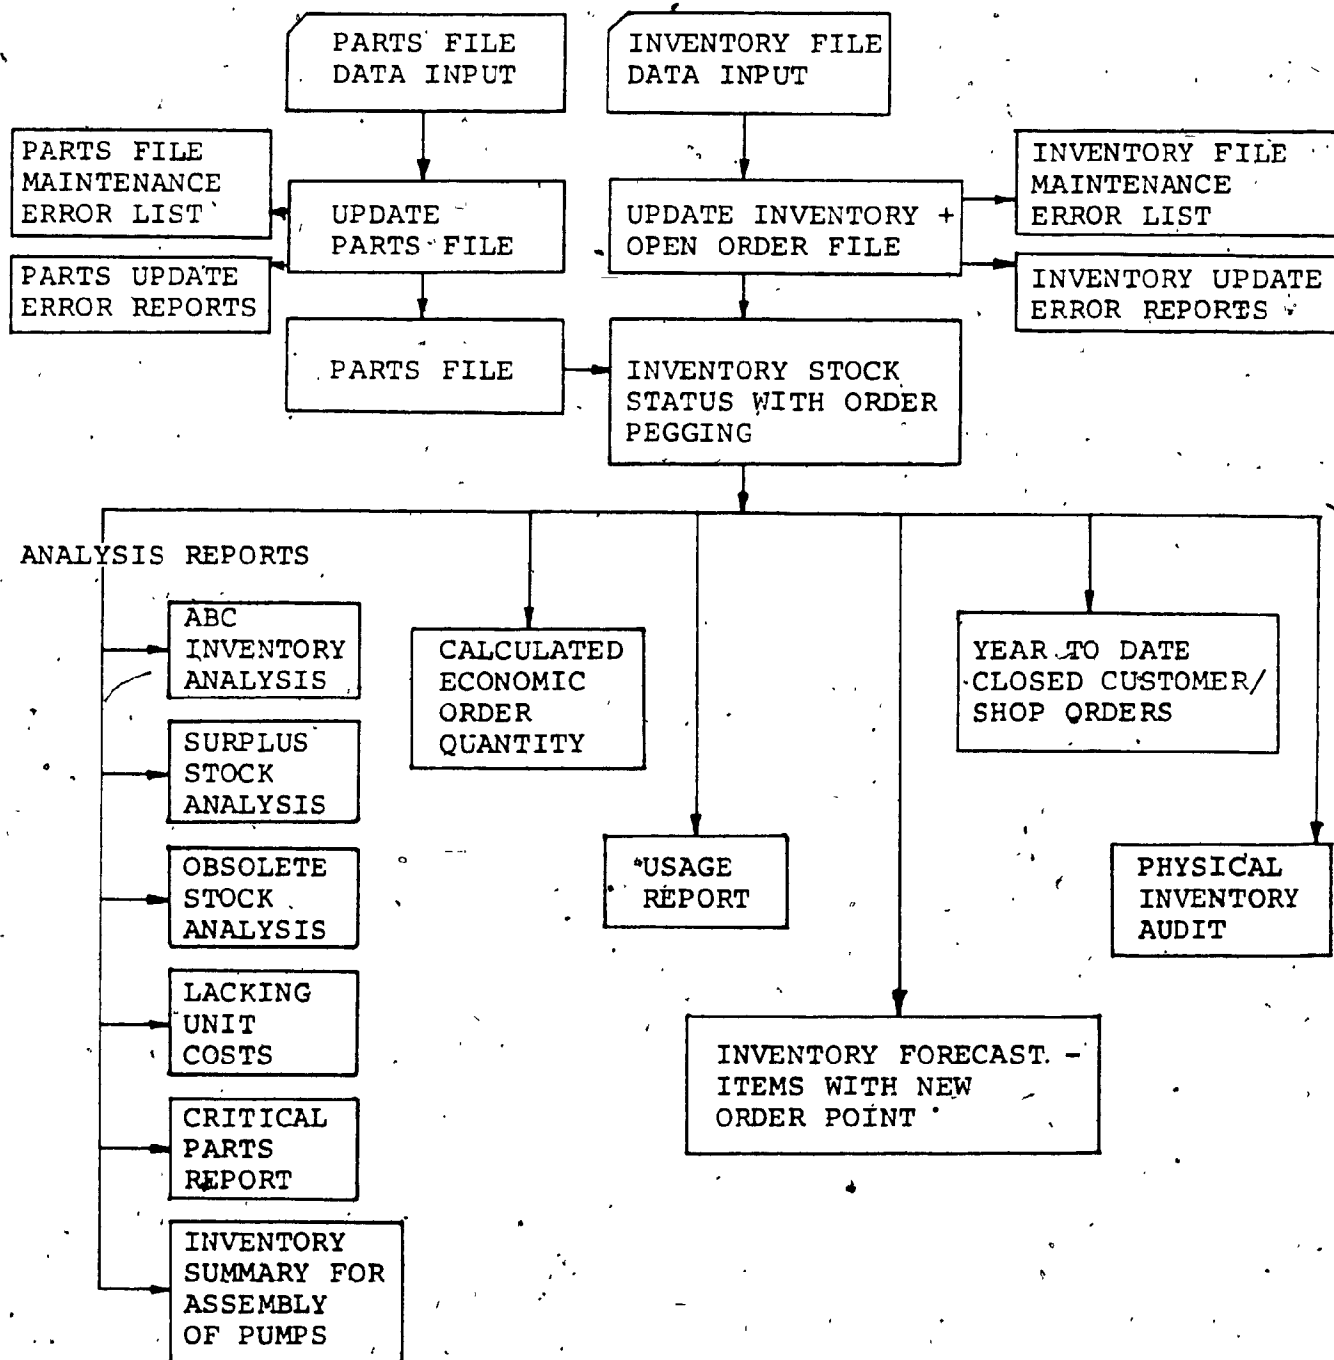 PARTS FILE
DATA INPUT
INVENTORY FILE
DATA INPUT
PARTS FILE
MAINTENANCE
ERROR LIST
UPDATE
PARTS FILE
UPDATE INVENTORY +
OPEN ORDER FILE
INVENTORY FILE
MAINTENANCE
ERROR LIST
PARTS UPDATE
ERROR REPORTS
INVENTORY UPDATE
ERROR REPORTS
PARTS FILE
INVENTORY STOCK
STATUS WITH ORDER
PEGGING
ANALYSIS REPORTS
ABC
INVENTORY
ANALYSIS
SURPLUS
STOCK
ANALYSIS
OBSOLETE
STOCK
ANALYSIS
LACKING
UNIT
COSTS
CRITICAL
PARTS
REPORT
INVENTORY
SUMMARY FOR
ASSEMBLY
OF PUMPS
CALCULATED
ECONOMIC
ORDER
QUANTITY
USAGE
REPORT
INVENTORY FORECAST -
ITEMS WITH NEW
ORDER POINT
YEAR TO DATE
CLOSED CUSTOMER/
SHOP ORDERS
PHYSICAL
INVENTORY
AUDIT